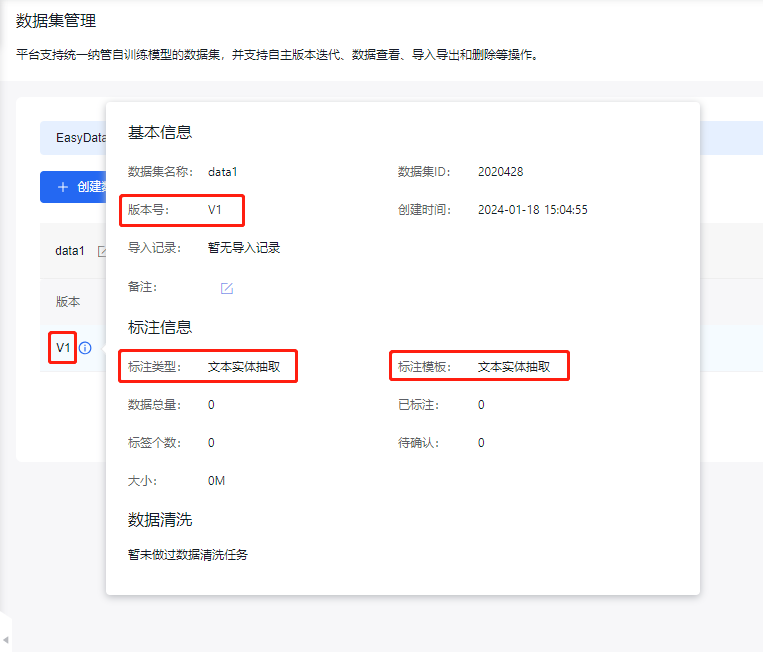 数据集管理
平台支持统一纳管自训练模型的数据集，并支持自主版本迭代、数据查看、导入导出和删除等操作。
EasyData
创建
data1
版本
V1
基本信息
数据集名称： data1 数据集ID： 2020428
版本号： V1 创建时间： 2024-01-18 15:04:55
导入记录： 暂无导入记录
备注：
标注信息
标注类型： 文本实体抽取 标注模板： 文本实体抽取
数据总量： 0 已标注： 0
标签个数： 0 待确认： 0
大小： 0M
数据清洗
暂未做过数据清洗任务